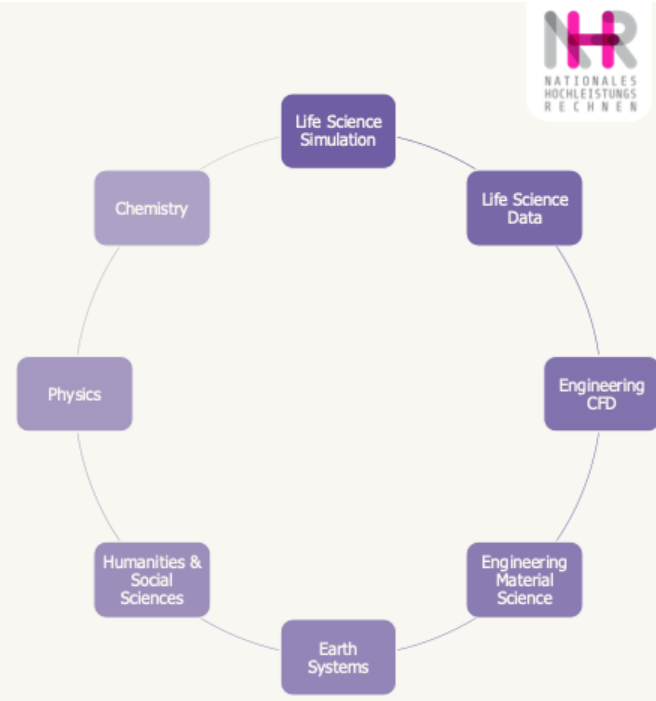 NHR
NATIONALES
HOCHLEISTUNGS
RECHNEN
Life Science
Simulation
Life Science
Data
Engineering
CFD
Engineering
Material
Science
Earth
Systems
Humanities &
Social
Sciences
Physics
Chemistry